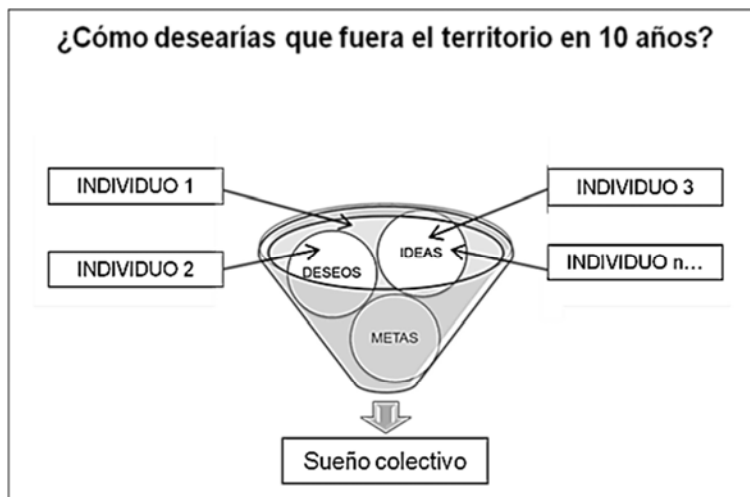 ¿Cómo desearías que fuera el territorio en 10 años?
INDIVIDUO 1
INDIVIDUO 3
INDIVIDUO 2
INDIVIDUO n...
IDEAS
DESEOS
METAS
Sueño colectivo